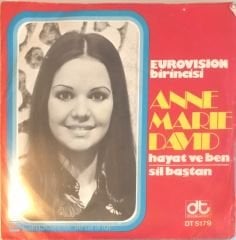 EUROVISION
birincisi
ANNE
MARIE
DAVID
hayat ve ben
sil baştan
dt
DT 5179